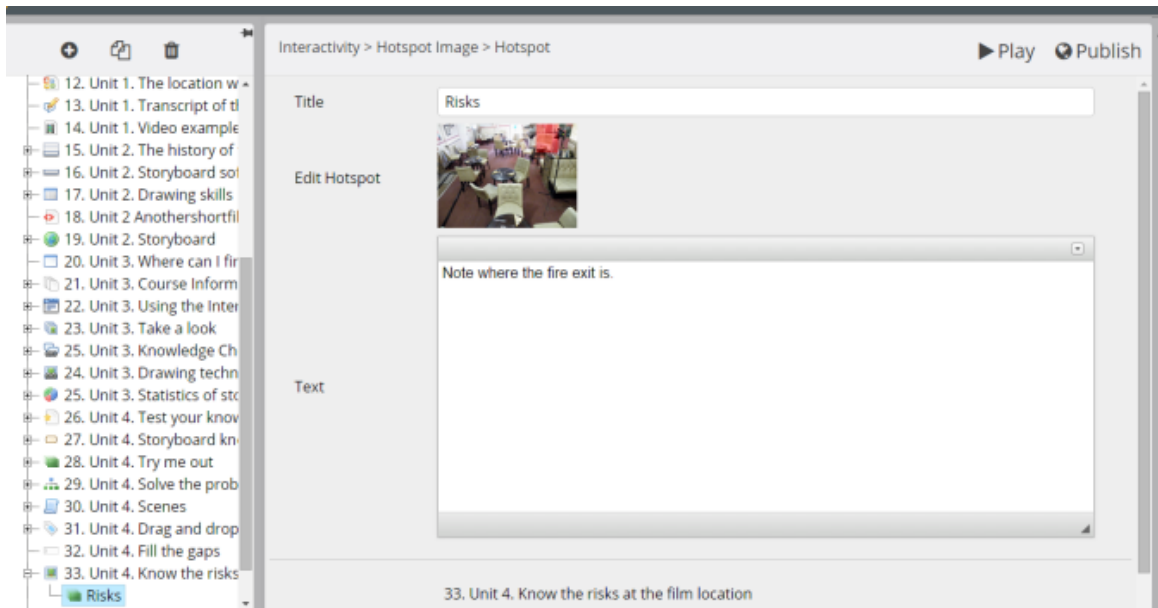 Interactivity > Hotspot Image > Hotspot
Play Publish
12. Unit 1. The location w
13. Unit 1. Transcript of tl
14. Unit 1. Video example
15. Unit 2. The history of
16. Unit 2. Storyboard sof
17. Unit 2. Drawing skills
18. Unit 2 Anothershortfil
19. Unit 2. Storyboard
20. Unit 3. Where can I fir
21. Unit 3. Course Inform
22. Unit 3. Using the Inter
23. Unit 3. Take a look
25. Unit 3. Knowledge Ch
24. Unit 3. Drawing techn
25. Unit 3. Statistics of sto
26. Unit 4. Test your know
27. Unit 4. Storyboard kn
28. Unit 4. Try me out
29. Unit 4. Solve the prob
30. Unit 4. Scenes
31. Unit 4. Drag and drop
32. Unit 4. Fill the gaps
33. Unit 4. Know the risks
Risks
Title Risks
Edit Hotspot
Text
Note where the fire exit is.
33. Unit 4. Know the risks at the film location